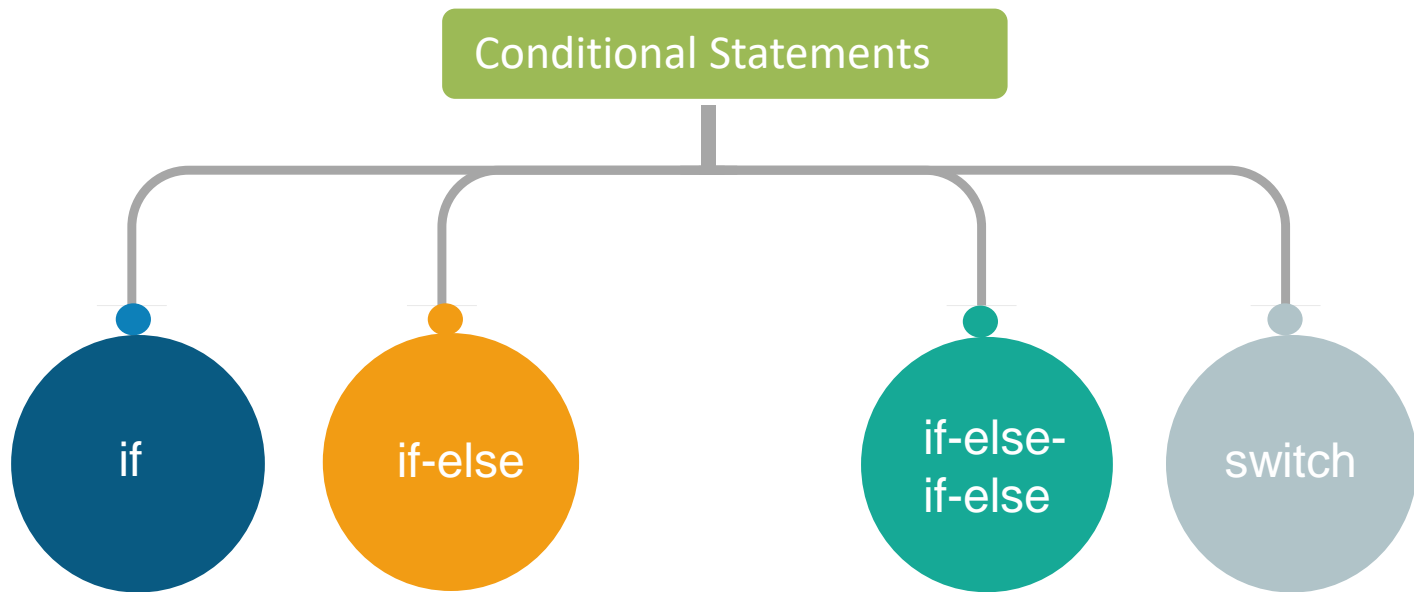 Conditional Statements
if
if-else
if-else-
if-else
switch